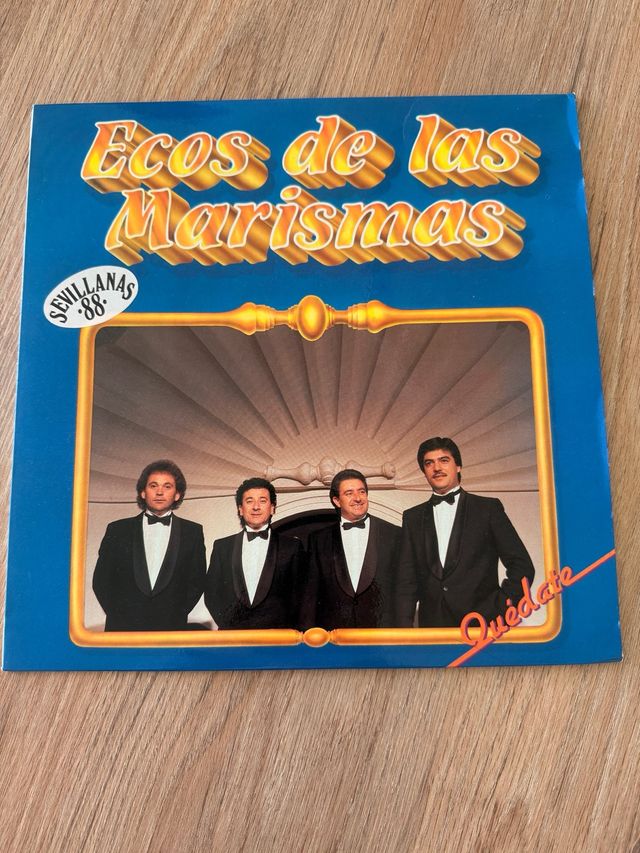 Ecos de las
Marismas
SEVILLANAS
·88·
Quédate